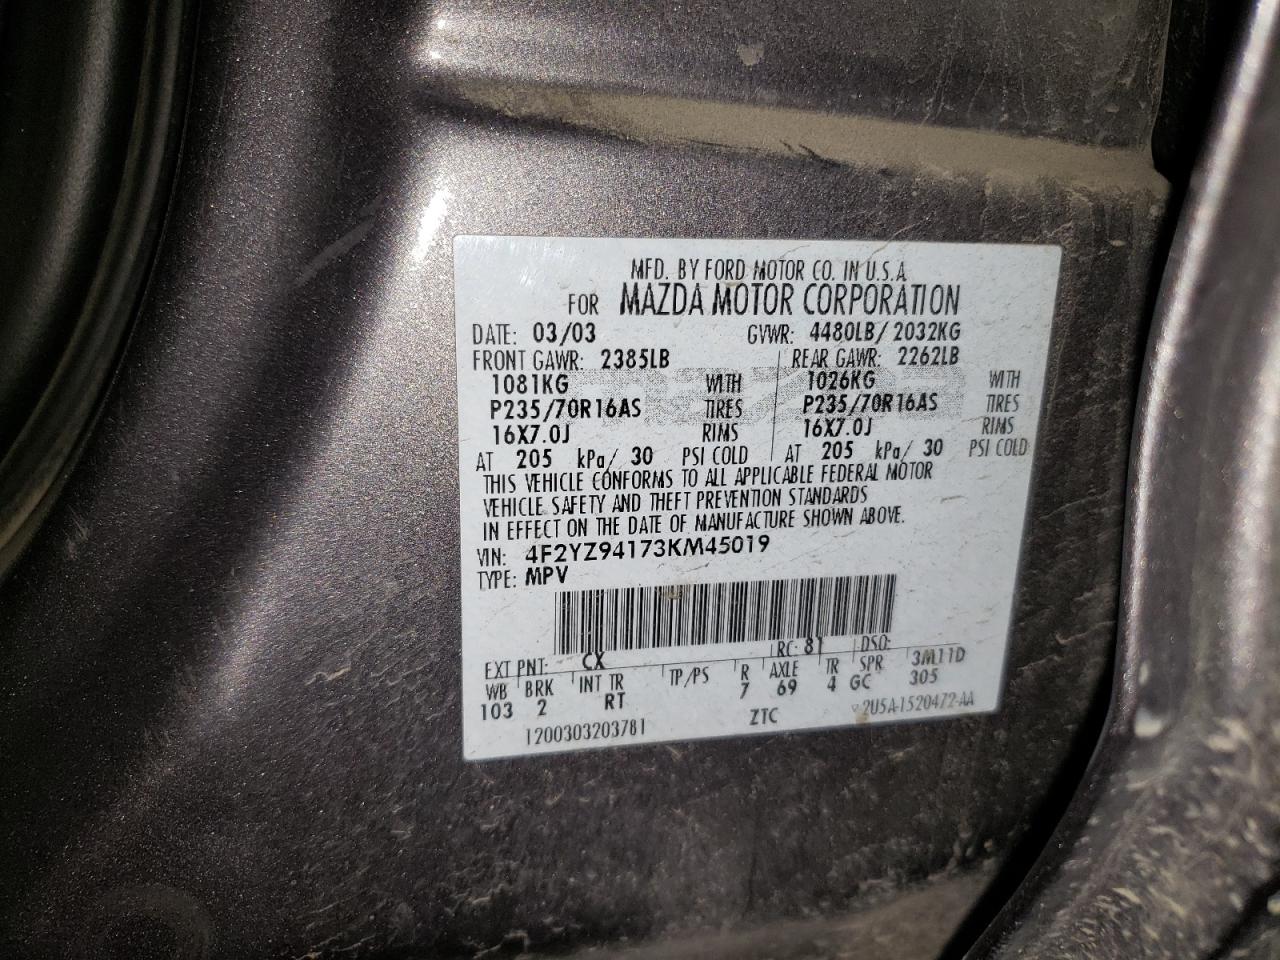 MFD. BY FORD MOTOR CO. IN U.S.A
FOR MAZDA MOTOR CORPORATION
DATE: 03/03 GVWR: 4480LB/2032KG
FRONT GAWR: 2385LB REAR GAWR: 2262LB
1081KG WITH 1026KG WITH
P235/70R16AS TIRES P235/70R16AS TIRES
16X7.0J RIMS 16X7.0J RIMS
AT 205 kPa/ 30 PSI COLD AT 205 kPa/ 30 PSI COLD
THIS VEHICLE CONFORMS TO ALL APPLICABLE FEDERAL MOTOR
VEHICLE SAFETY AND THEFT PREVENTION STANDARDS
IN EFFECT ON THE DATE OF MANUFACTURE SHOWN ABOVE.
VIN: 4F2YZ94173KM45019
TYPE: MPV
EXT PNT: CX RC: 81 DSO:
WB BRK INT TR TP/PS R AXLE TR SPR 3M11D
103 2 RT 7 69 4 GC 305
1200303203781 ZTC 2U5A-1520472-AA